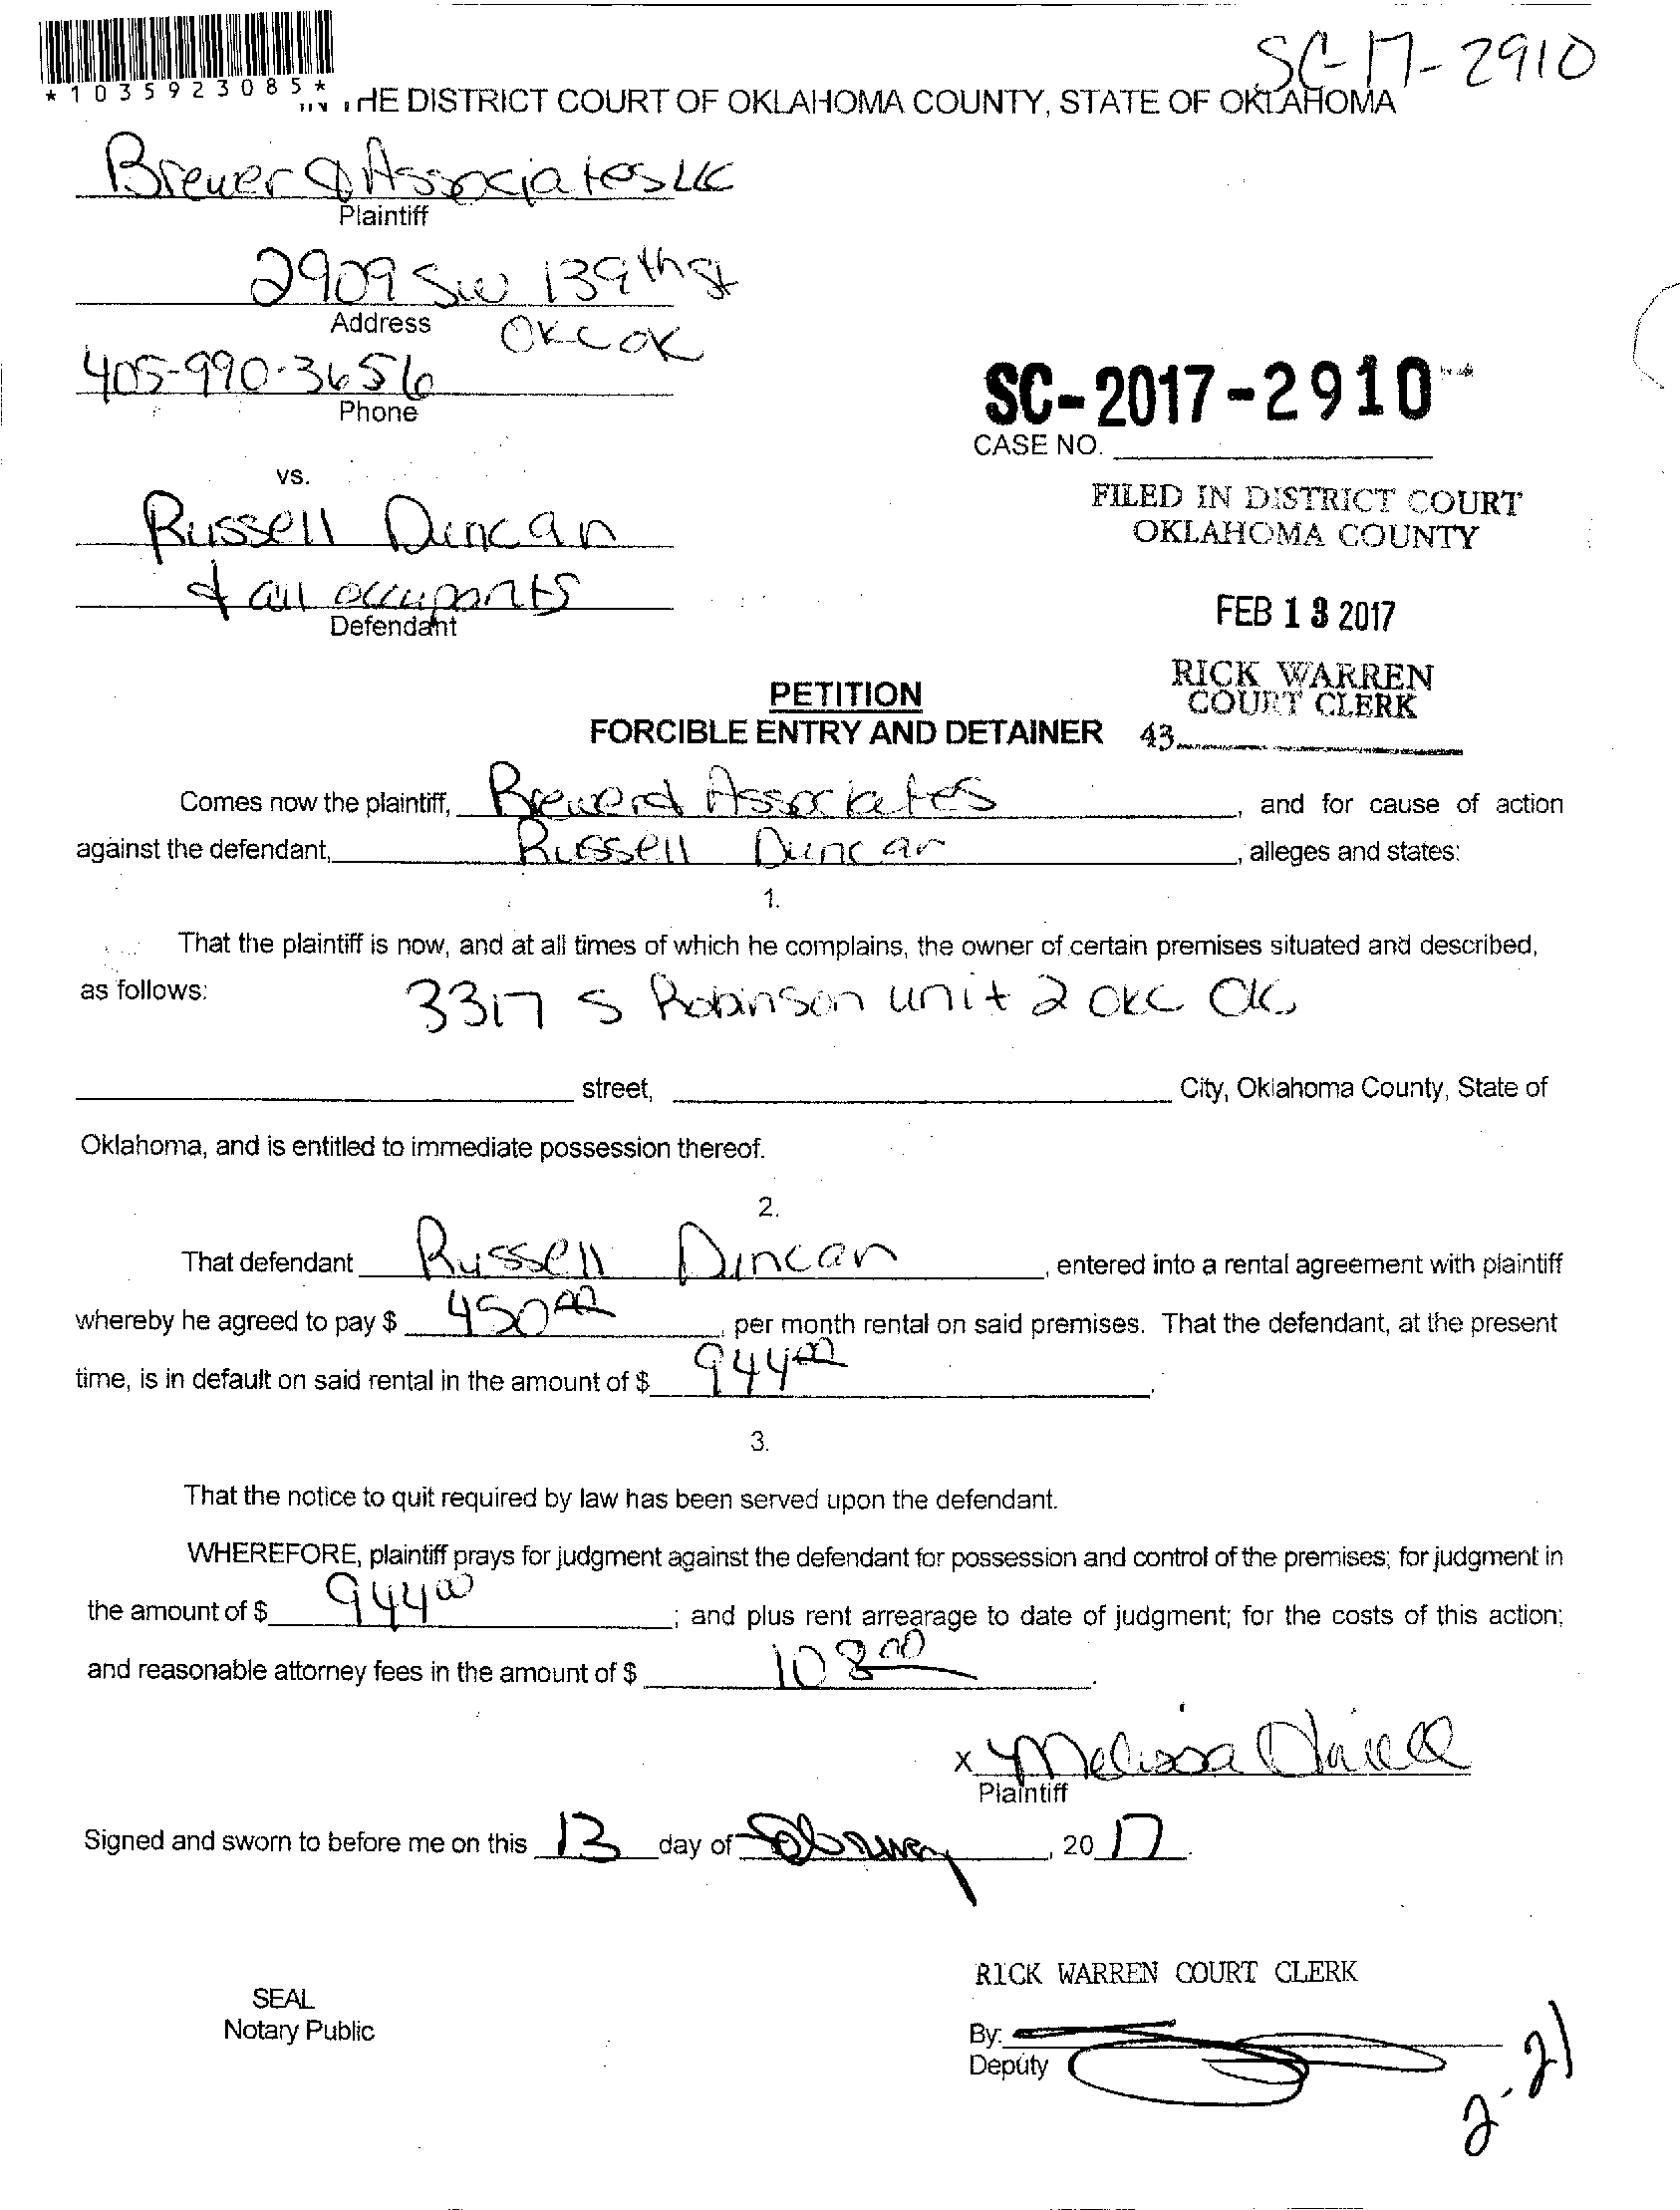 SC-17-2910
*1035923085*
IN THE DISTRICT COURT OF OKLAHOMA COUNTY, STATE OF OKLAHOMA
Brewer & Associates LLC
Plaintiff
2909 SW 139th St
Address
OKC OK
405-990-3656
Phone
SC-2017-2910
CASE NO.
vs.
FILED IN DISTRICT COURT
OKLAHOMA COUNTY
Russell Duncan
& all occupants
Defendant
FEB 13 2017
RICK WARREN
COURT CLERK
43
PETITION
FORCIBLE ENTRY AND DETAINER
Comes now the plaintiff, Brewer & Associates, and for cause of action
against the defendant, Russell Duncan, alleges and states:
1.
That the plaintiff is now, and at all times of which he complains, the owner of certain premises situated and described,
as follows: 3317 S Robinson unit 2 OKC OK
street, City, Oklahoma County, State of
Oklahoma, and is entitled to immediate possession thereof.
2.
That defendant Russell Duncan, entered into a rental agreement with plaintiff
whereby he agreed to pay $ 450 00, per month rental on said premises. That the defendant, at the present
time, is in default on said rental in the amount of $ 944 00.
3.
That the notice to quit required by law has been served upon the defendant.
WHEREFORE, plaintiff prays for judgment against the defendant for possession and control of the premises; for judgment in
the amount of $ 944 00; and plus rent arrearage to date of judgment; for the costs of this action;
and reasonable attorney fees in the amount of $ 108 00.
x Melissa
Plaintiff
Signed and sworn to before me on this 13 day of February, 20 17.
RICK WARREN COURT CLERK
SEAL
Notary Public
By:
Deputy
2-21